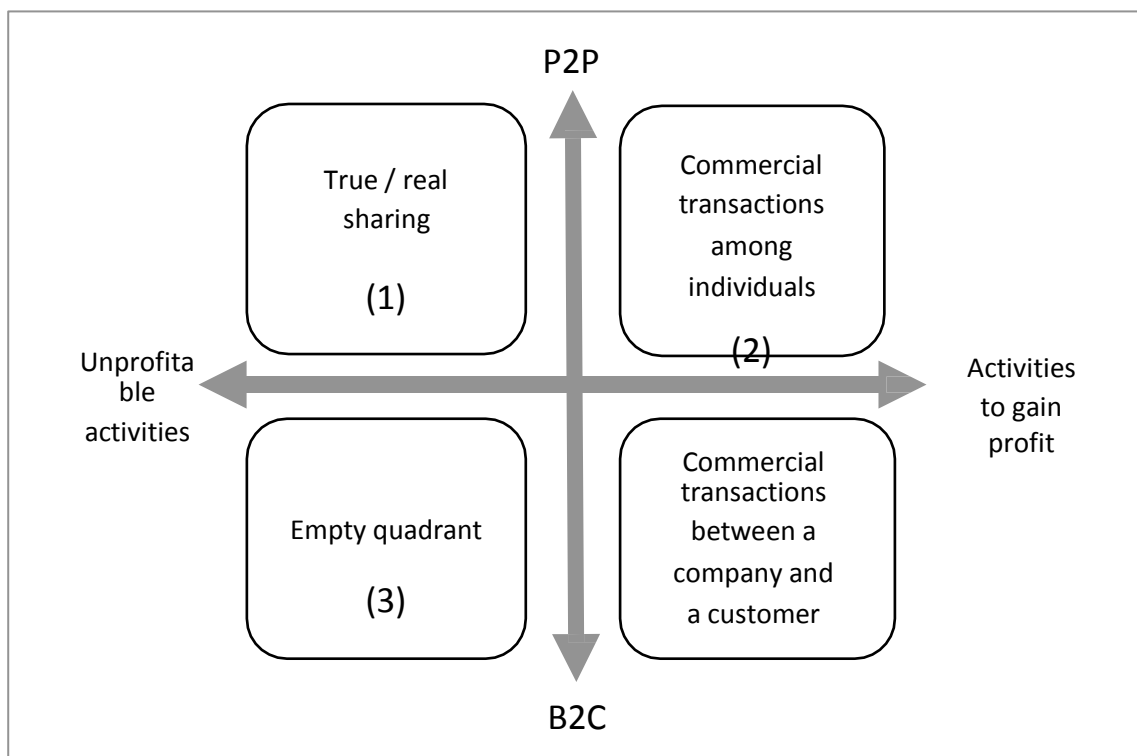 P2P
True / real
sharing
(1)
Commercial
transactions
among
individuals
(2)
Unprofita
ble
activities
Activities
to gain
profit
Empty quadrant
(3)
Commercial
transactions
between a
company and
a customer
B2C